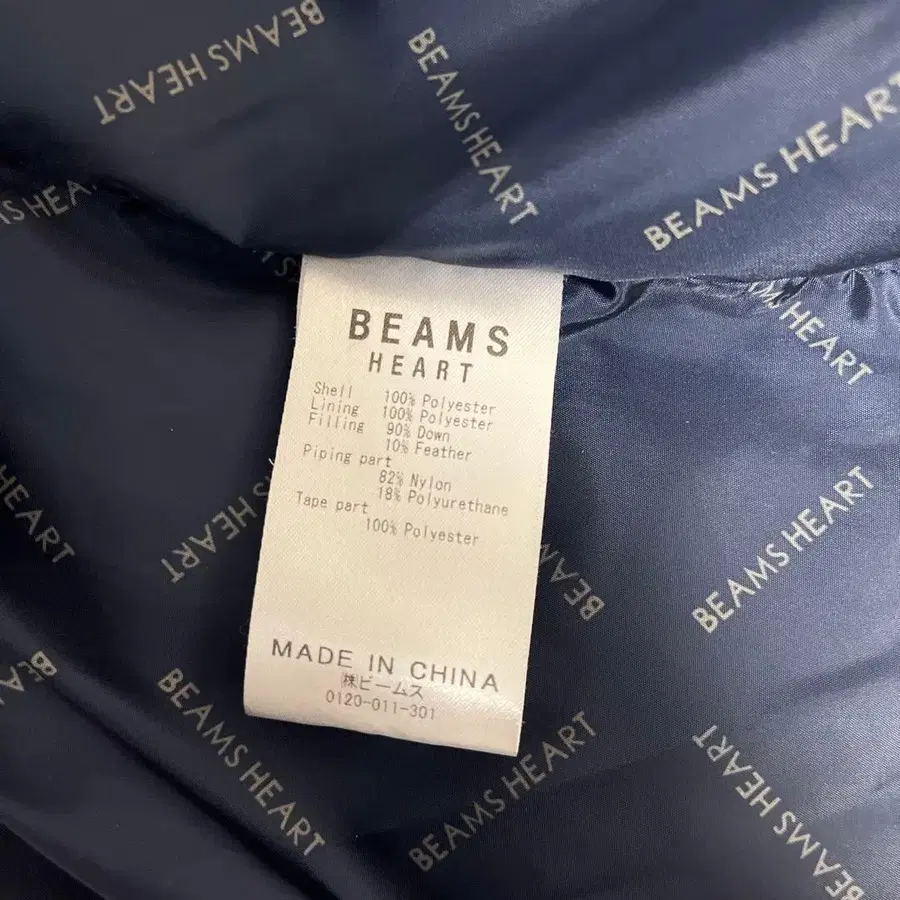 BEAMS HEART
BEAMS HEART
BEAMS HEART
BEAMS
HEART
Shell 100% Polyester
Lining 100% Polyester
Filling 90% Down
10% Feather
Piping part
82% Nylon
18% Polyurethane
Tape part
100% Polyester
MADE IN CHINA
㈱ビームス
0120-011-301
HEART
HEART
BEAMS
BEAMS HEART
BEAMS HEART
BEAMS HEART
BEAMS HEART